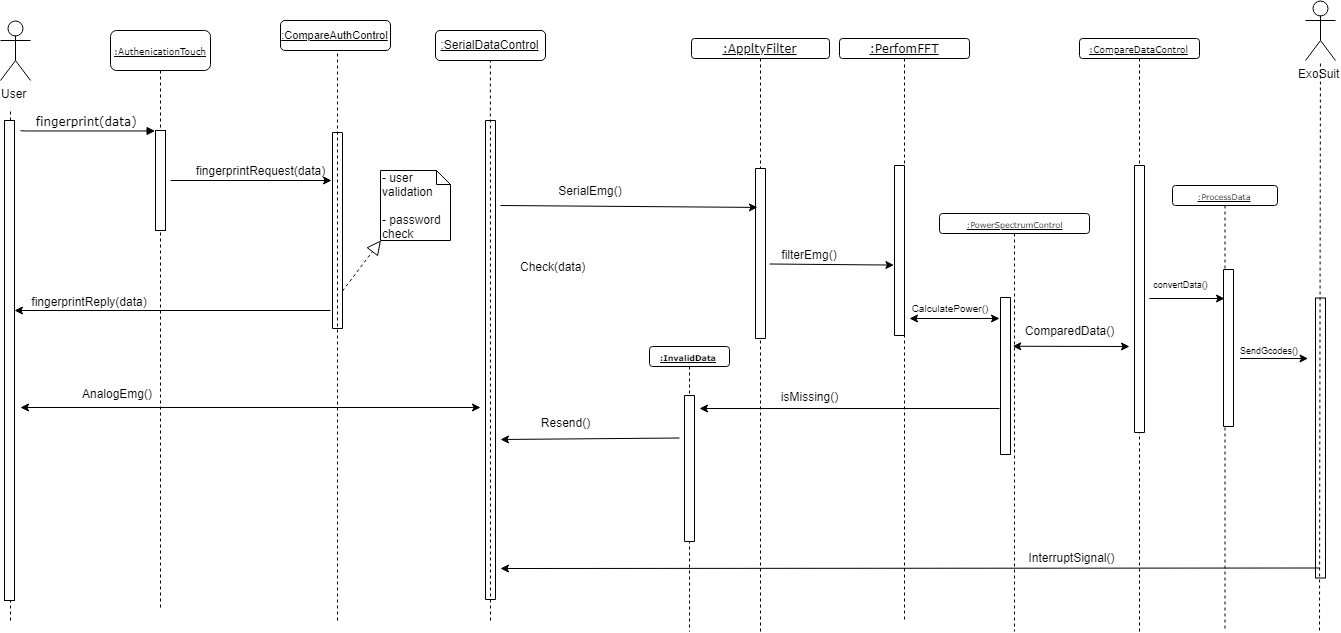 :AuthenicationTouch
:CompareAuthControl
:SerialDataControl
:AppltyFilter
:PerfomFFT
:CompareDataControl
ExoSuit
User
fingerprint(data)
fingerprintRequest(data)
- user
validation
- password
check
SerialEmg()
:ProcessData
:PowerSpectrumControl
filterEmg()
Check(data)
convertData()
fingerprintReply(data)
CalculatePower()
ComparedData()
SendGcodes()
:InvalidData
AnalogEmg()
isMissing()
Resend()
InterruptSignal()